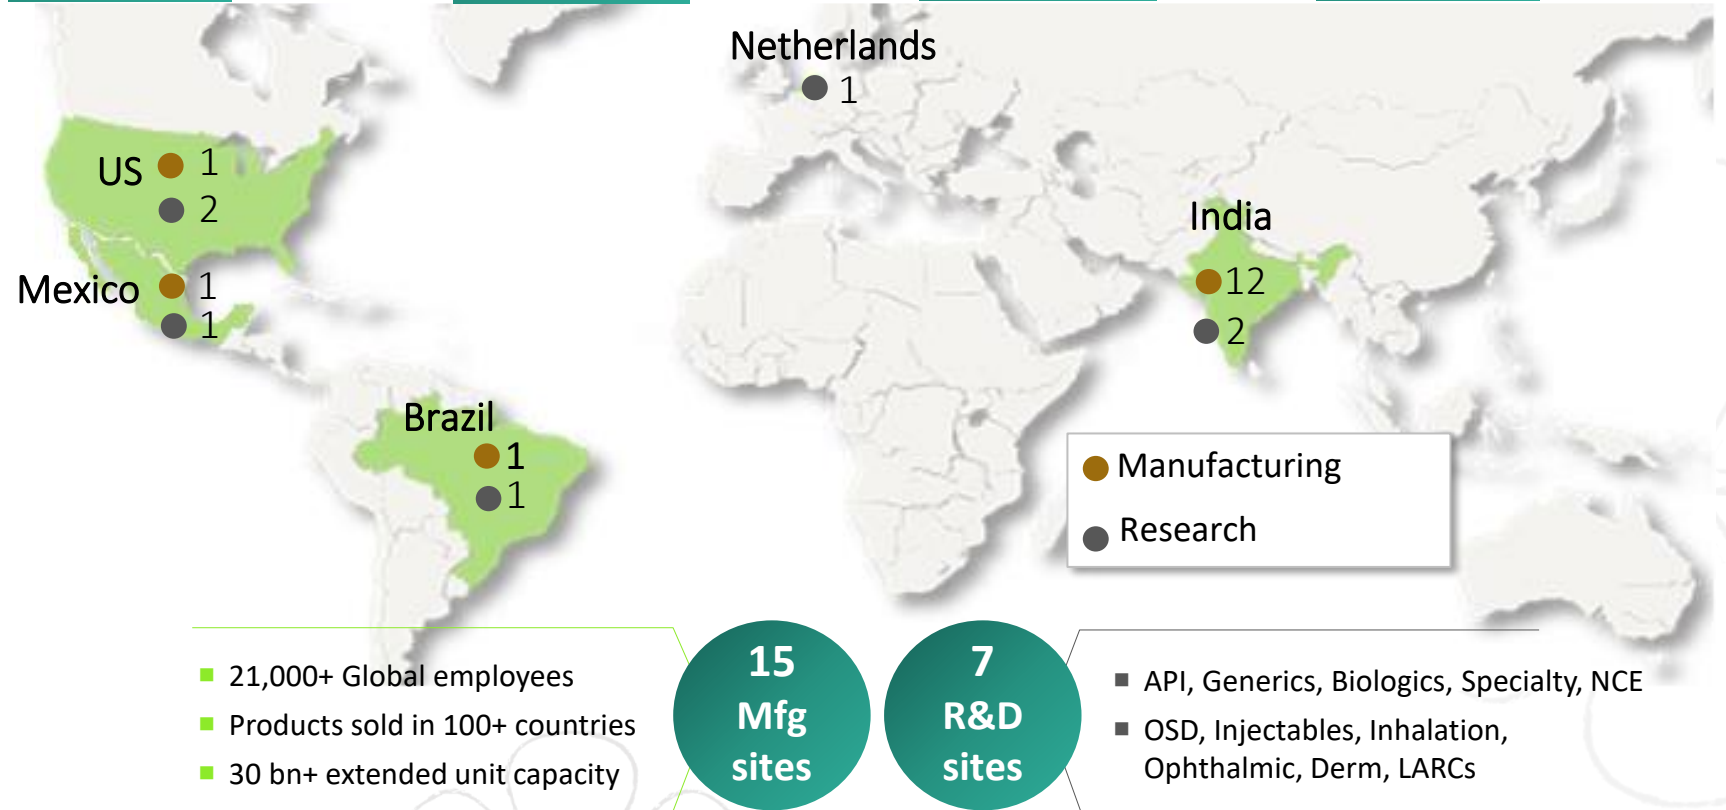 Netherlands
1
US
1
2
Mexico
1
1
India
12
2
Brazil
1
1
Manufacturing
Research
21,000+ Global employees
Products sold in 100+ countries
30 bn+ extended unit capacity
15
Mfg
sites
7
R&D
sites
API, Generics, Biologics, Specialty, NCE
OSD, Injectables, Inhalation,
Ophthalmic, Derm, LARCs